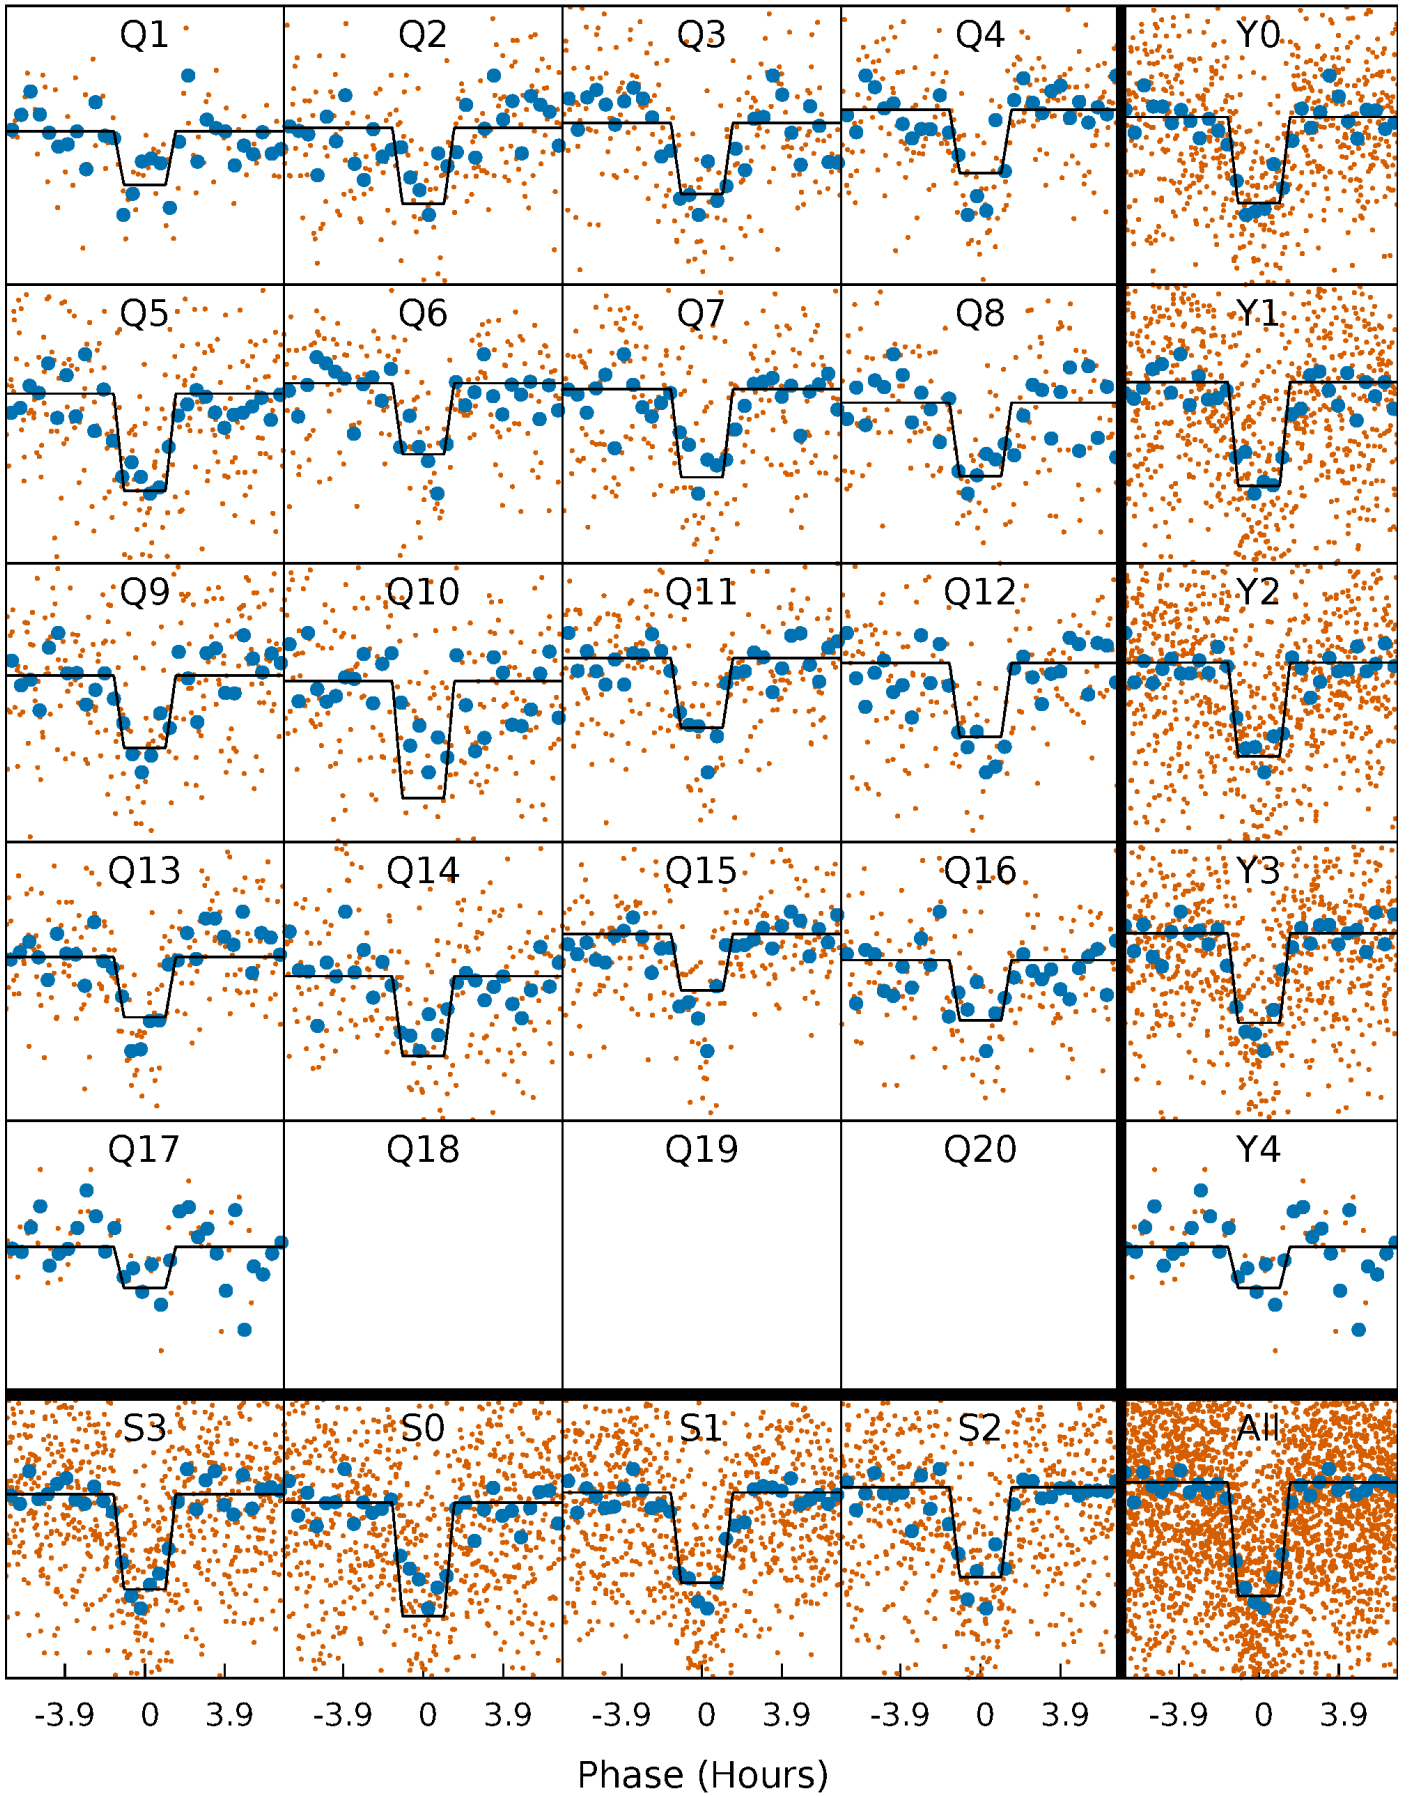 Q1 Q2 Q3 Q4 Y0
Q5 Q6 Q7 Q8 Y1
Q9 Q10 Q11 Q12 Y2
Q13 Q14 Q15 Q16 Y3
Q17 Q18 Q19 Q20 Y4
S3 S0 S1 S2 All
-3.9 0 3.9 -3.9 0 3.9 -3.9 0 3.9 -3.9 0 3.9 -3.9 0 3.9
Phase (Hours)